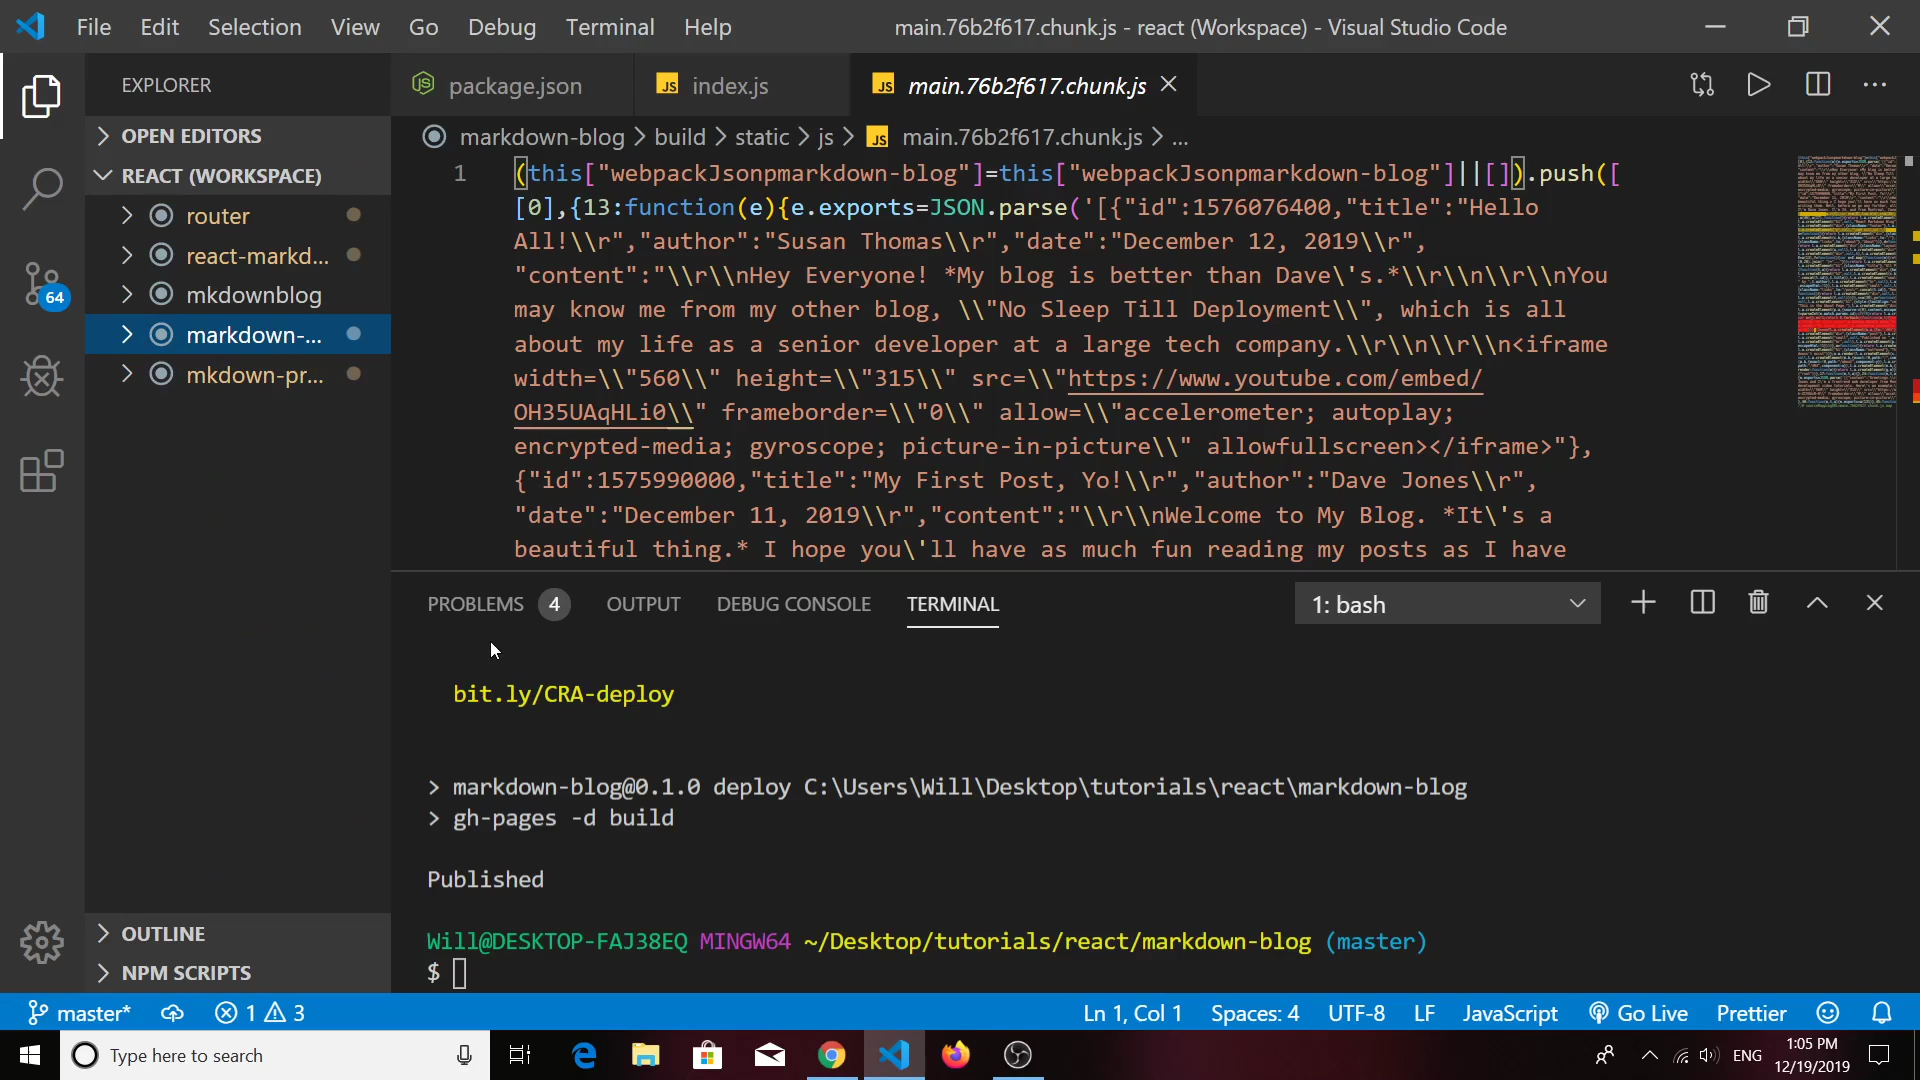 File Edit Selection View Go Debug Terminal Help main.76b2f617.chunk.js - react (Workspace) - Visual Studio Code
EXPLORER
package.json
JS index.js
JS main.76b2f617.chunk.js
OPEN EDITORS
REACT (WORKSPACE)
router
react-markd...
mkdownblog
markdown-...
mkdown-pr...
64
OUTLINE
NPM SCRIPTS
markdown-blog > build > static > js > JS main.76b2f617.chunk.js > ...
1 (this["webpackJsonpmarkdown-blog"]=this["webpackJsonpmarkdown-blog"]||[]).push([
[0],{13:function(e){e.exports=JSON.parse('[{"id":1576076400,"title":"Hello
All!\\r","author":"Susan Thomas\\r","date":"December 12, 2019\\r",
"content":"\\r\\nHey Everyone! *My blog is better than Dave\'s.*\\r\\n\\r\\nYou
may know me from my other blog, \\"No Sleep Till Deployment\\", which is all
about my life as a senior developer at a large tech company.\\r\\n\\r\\n<iframe
width=\\"560\\" height=\\"315\\" src=\\"https://www.youtube.com/embed/
OH35UAqHLi0\\" frameborder=\\"0\\" allow=\\"accelerometer; autoplay;
encrypted-media; gyroscope; picture-in-picture\\" allowfullscreen></iframe>"},
{"id":1575990000,"title":"My First Post, Yo!\\r","author":"Dave Jones\\r",
"date":"December 11, 2019\\r","content":"\\r\\nWelcome to My Blog. *It\'s a
beautiful thing.* I hope you\'ll have as much fun reading my posts as I have
PROBLEMS 4 OUTPUT DEBUG CONSOLE TERMINAL 1: bash
bit.ly/CRA-deploy
> markdown-blog@0.1.0 deploy C:\Users\Will\Desktop\tutorials\react\markdown-blog
> gh-pages -d build
Published
Will@DESKTOP-FAJ38EQ MINGW64 ~/Desktop/tutorials/react/markdown-blog (master)
$
master* 1 3 Ln 1, Col 1 Spaces: 4 UTF-8 LF JavaScript Go Live Prettier
Type here to search ENG 1:05 PM
12/19/2019